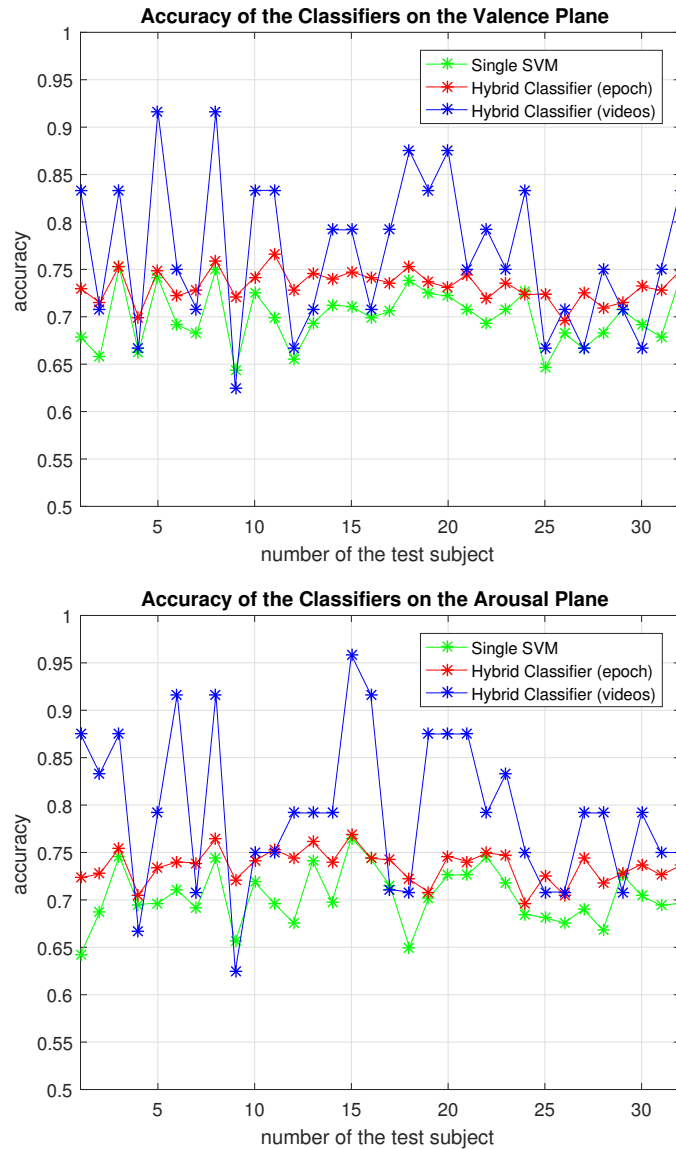 Accuracy of the Classifiers on the Valence Plane
1
0.95
0.9
0.85
0.8
0.75
0.7
0.65
0.6
0.55
0.5
accuracy
Single SVM
Hybrid Classifier (epoch)
Hybrid Classifier (videos)
5 10 15 20 25 30
number of the test subject
Accuracy of the Classifiers on the Arousal Plane
1
0.95
0.9
0.85
0.8
0.75
0.7
0.65
0.6
0.55
0.5
accuracy
Single SVM
Hybrid Classifier (epoch)
Hybrid Classifier (videos)
5 10 15 20 25 30
number of the test subject